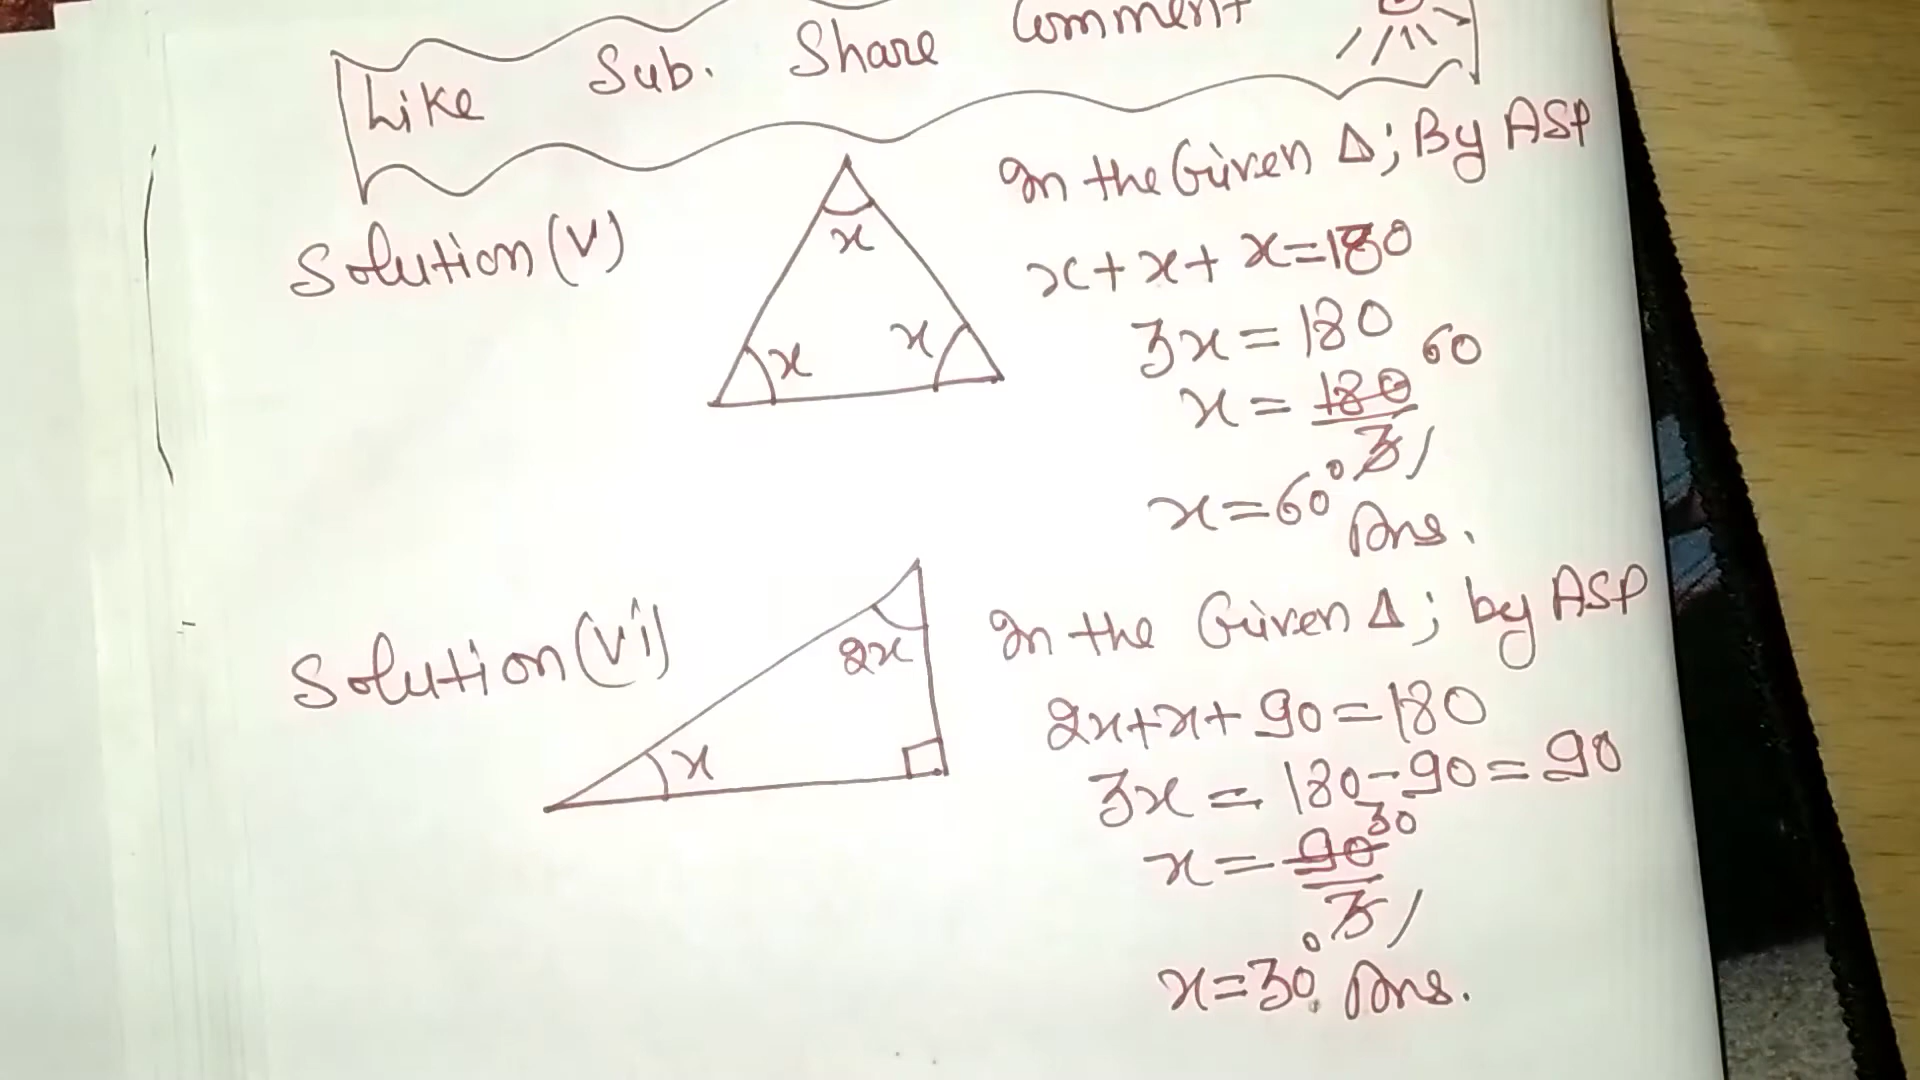 Like Sub. Share Comment
Solution (V)
x
x
x
In the Given Δ; By ASP
x+x+ x=180
3x = 180
x = 180/3 60
x=60° Ans.
Solution (Vi)
2x
x
In the Given Δ; by ASP
2x+x+ 90=180
3x = 180-90= 90
x = 90/3 30
x=30° Ans.